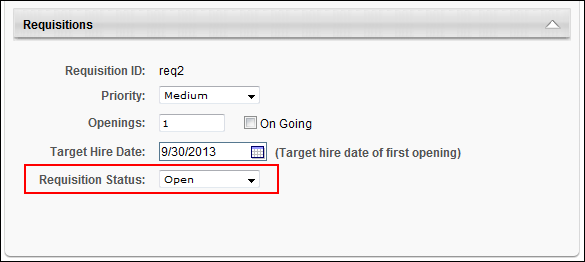 Requisitions
Requisition ID: req2
Priority: Medium
Openings: 1 On Going
Target Hire Date: 9/30/2013 (Target hire date of first opening)
Requisition Status: Open